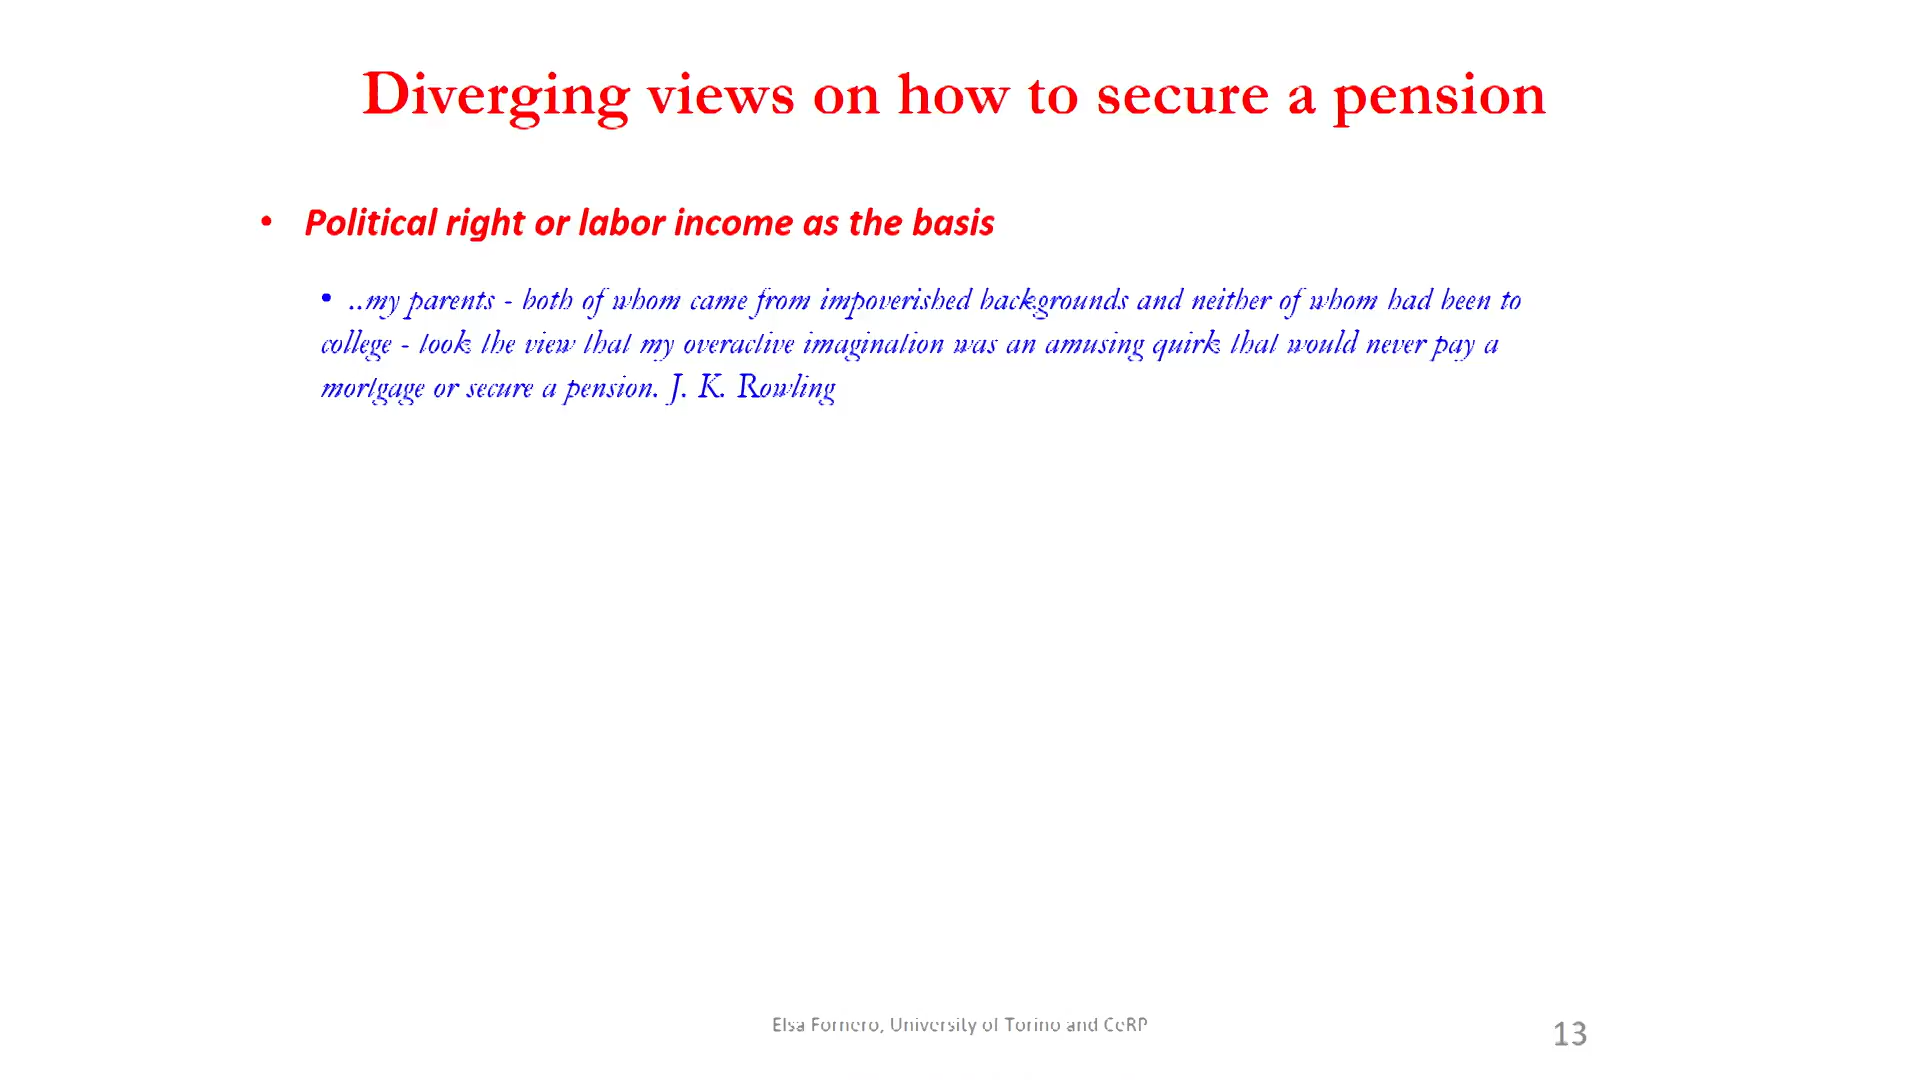 Diverging views on how to secure a pension
• Political right or labor income as the basis
• ..my parents - both of whom came from impoverished backgrounds and neither of whom had been to
college - took the view that my overactive imagination was an amusing quirk that would never pay a
mortgage or secure a pension. J. K. Rowling
Elsa Fornero, University of Torino and CeRP
13